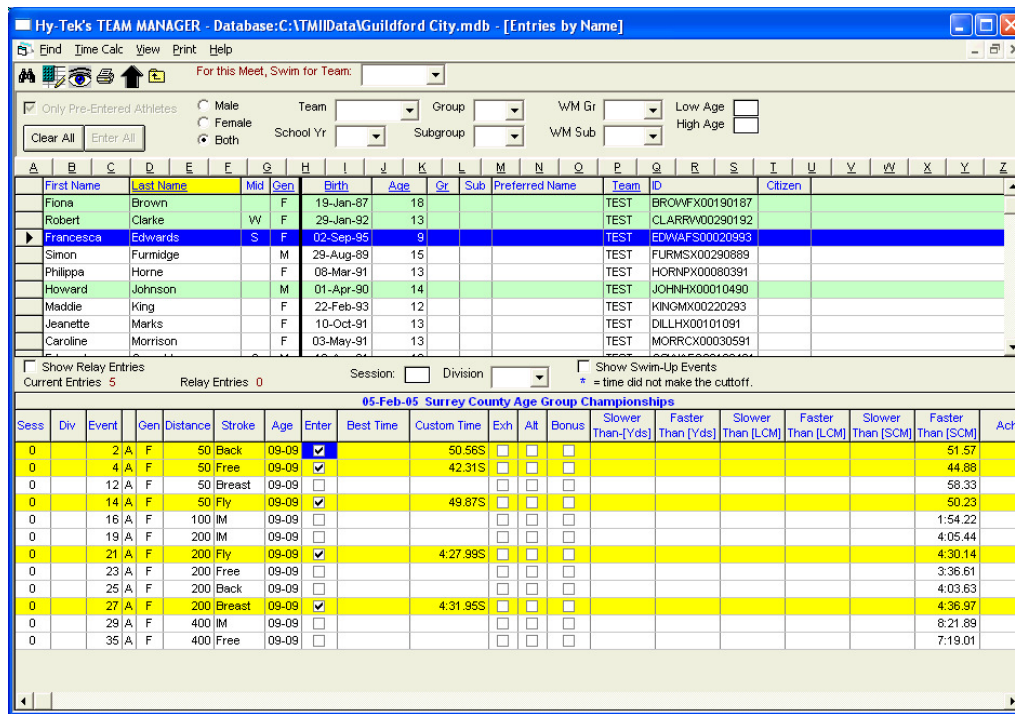 Hy-Tek's TEAM MANAGER - Database:C:\TMIIData\Guildford City.mdb - [Entries by Name]
Find Time Calc View Print Help
For this Meet, Swim for Team:
Only Pre-Entered Athletes Male Team Group WM Gr Low Age
Female High Age
Clear All Enter All Both School Yr Subgroup WM Sub
A B C D E F G H I J K L M N O P Q R S T U V W X Y Z
First Name Last Name Mid Gen Birth Age Gr Sub Preferred Name Team ID Citizen
Fiona Brown F 19-Jan-87 18 TEST BROWFX00190187
Robert Clarke W F 29-Jan-92 13 TEST CLARRW00290192
Francesca Edwards S F 02-Sep-95 9 TEST EDWAFS00020993
Simon Furmidge M 29-Aug-89 15 TEST FURMSX00290889
Philippa Horne F 08-Mar-91 13 TEST HORNPX00080391
Howard Johnson M 01-Apr-90 14 TEST JOHNHX00010490
Maddie King F 22-Feb-93 12 TEST KINGMX00220293
Jeanette Marks F 10-Oct-91 13 TEST DILLHX00101091
Caroline Morrison F 03-May-91 13 TEST MORRCX00030591
Show Relay Entries Session: Division Show Swim-Up Events
Current Entries 5 Relay Entries 0 * = time did not make the cuttoff.
05-Feb-05 Surrey County Age Group Championships
Sess Div Event Gen Distance Stroke Age Enter Best Time Custom Time Exh Alt Bonus Slower Than-[Yds] Faster Than [Yds] Slower Than [LCM] Faster Than [LCM] Slower Than [SCM] Faster Than [SCM] Ach
0 2 A F 50 Back 09-09 50.56S 51.57
0 4 A F 50 Free 09-09 42.31S 44.88
0 12 A F 50 Breast 09-09 58.33
0 14 A F 50 Fly 09-09 49.87S 50.23
0 16 A F 100 IM 09-09 1:54.22
0 19 A F 200 IM 09-09 4:05.44
0 21 A F 200 Fly 09-09 4:27.99S 4:30.14
0 23 A F 200 Free 09-09 3:36.61
0 25 A F 200 Back 09-09 4:03.63
0 27 A F 200 Breast 09-09 4:31.95S 4:36.97
0 29 A F 400 IM 09-09 8:21.89
0 35 A F 400 Free 09-09 7:19.01